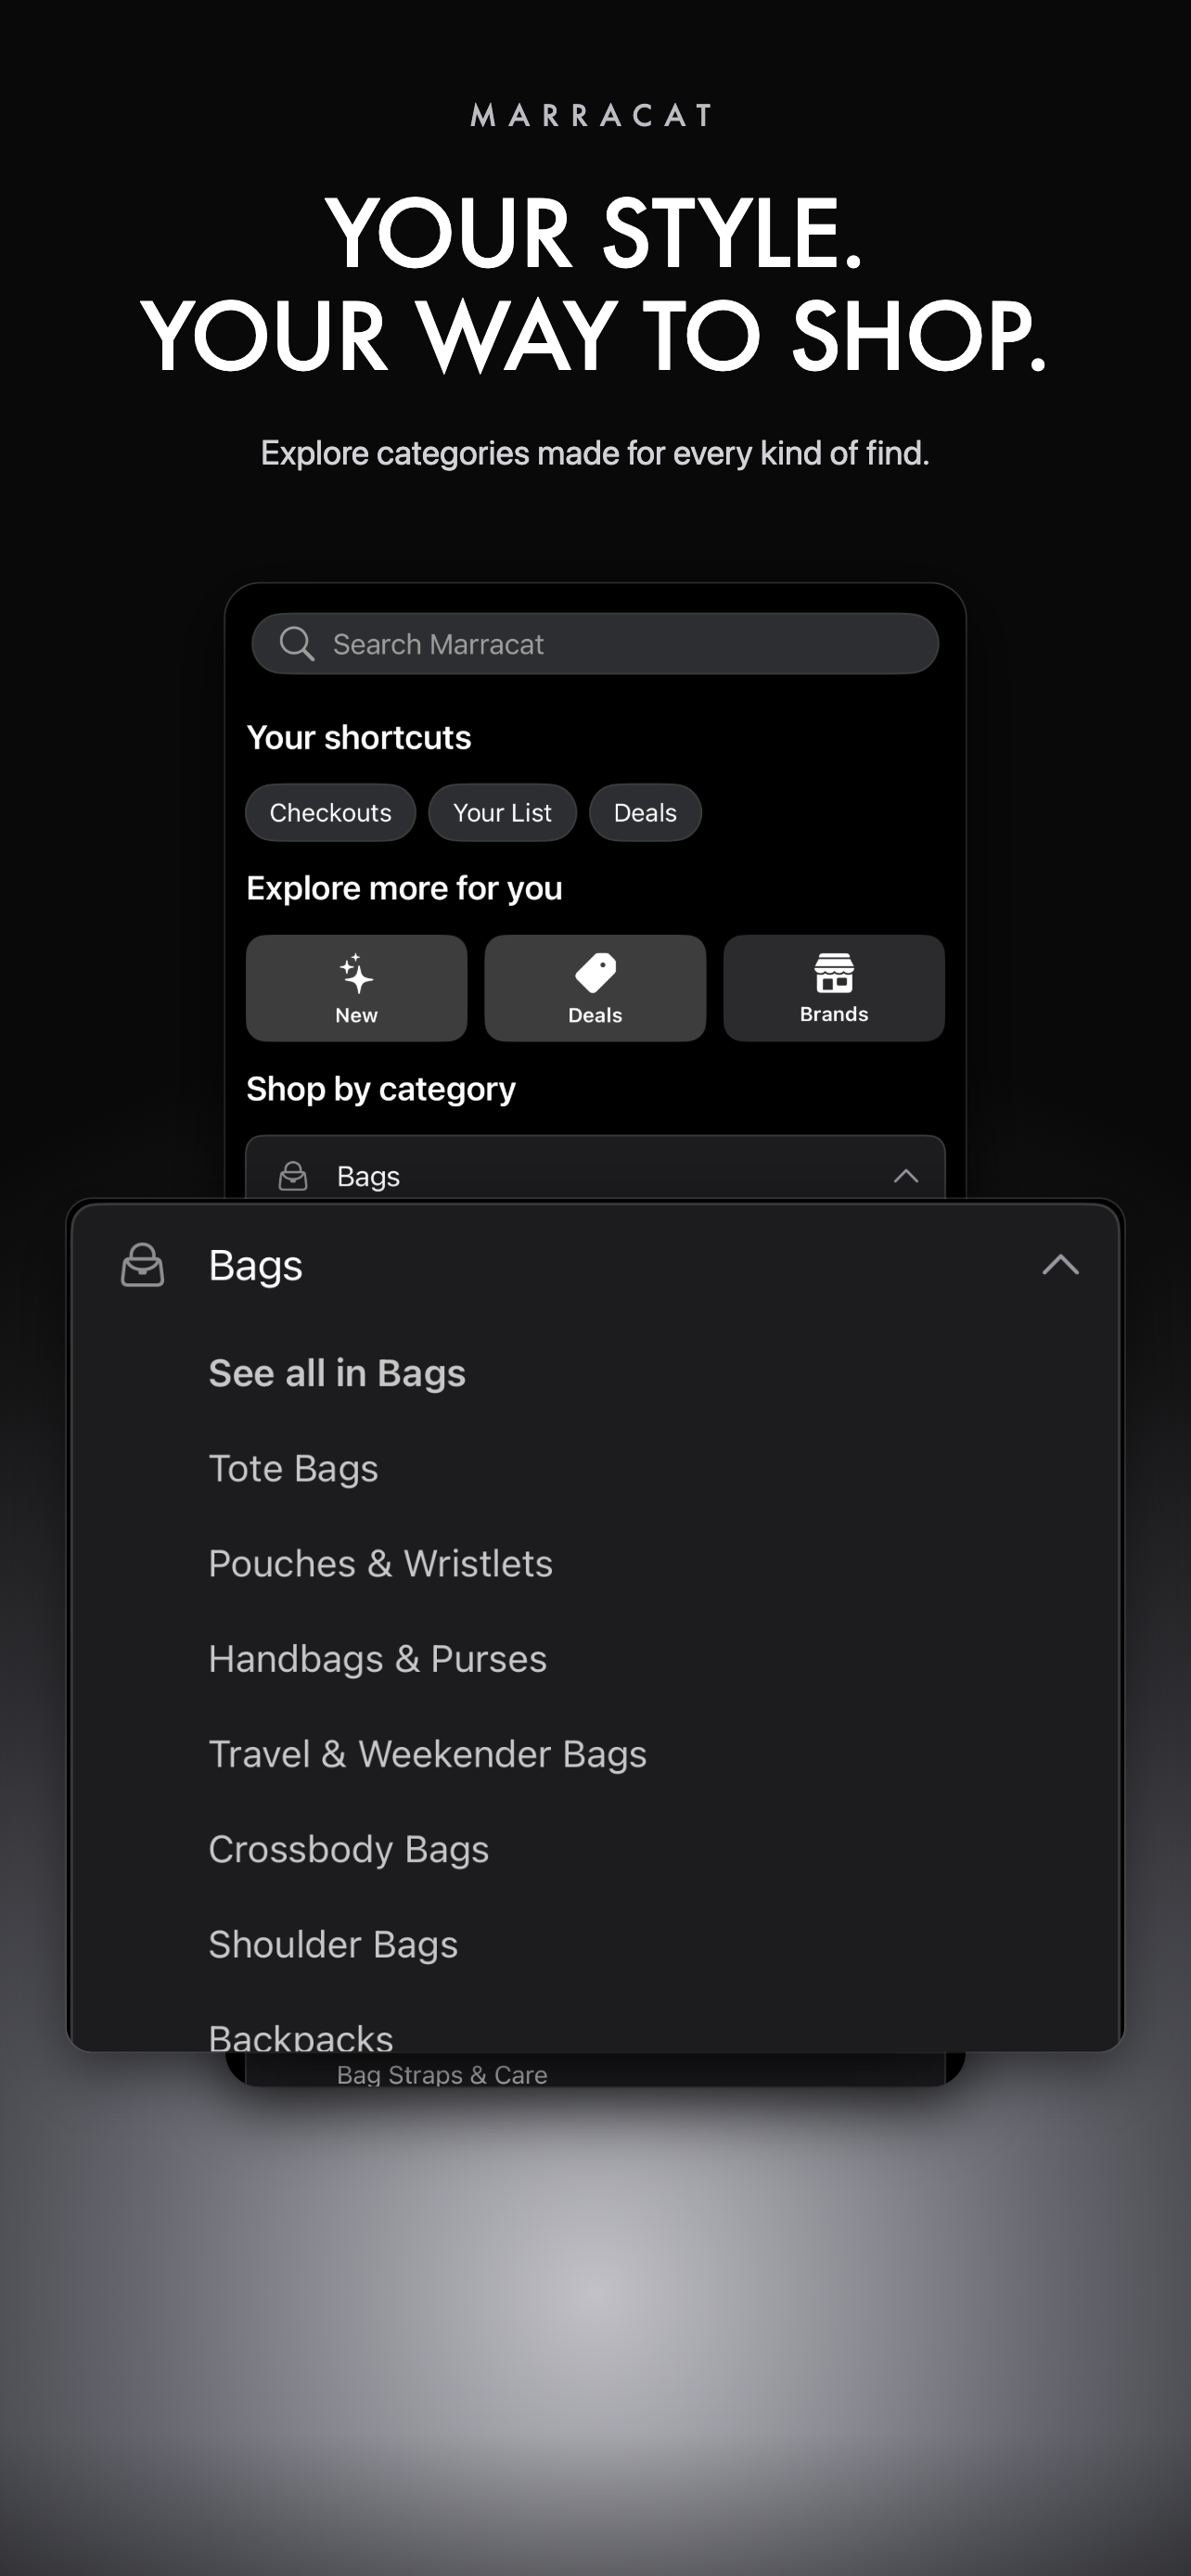 MARRACAT
YOUR STYLE.
YOUR WAY TO SHOP.
Explore categories made for every kind of find.
Search Marracat
Your shortcuts
Checkouts Your List Deals
Explore more for you
New Deals Brands
Shop by category
Bags
Bags
See all in Bags
Tote Bags
Pouches & Wristlets
Handbags & Purses
Travel & Weekender Bags
Crossbody Bags
Shoulder Bags
Backpacks
Bag Straps & Care